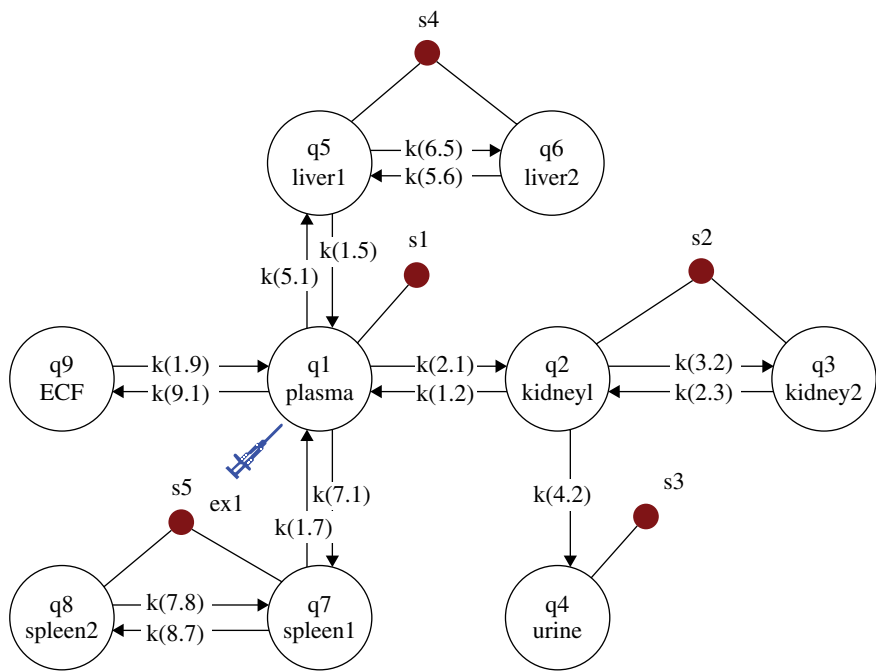 s4
q5
liver1
k(6.5)
k(5.6)
q6
liver2
k(5.1)
k(1.5)
s1
s2
q9
ECF
k(1.9)
k(9.1)
q1
plasma
k(2.1)
k(1.2)
q2
kidneyl
k(3.2)
k(2.3)
q3
kidney2
ex1
s5
k(1.7)
k(7.1)
k(4.2)
s3
q8
spleen2
k(7.8)
k(8.7)
q7
spleen1
q4
urine